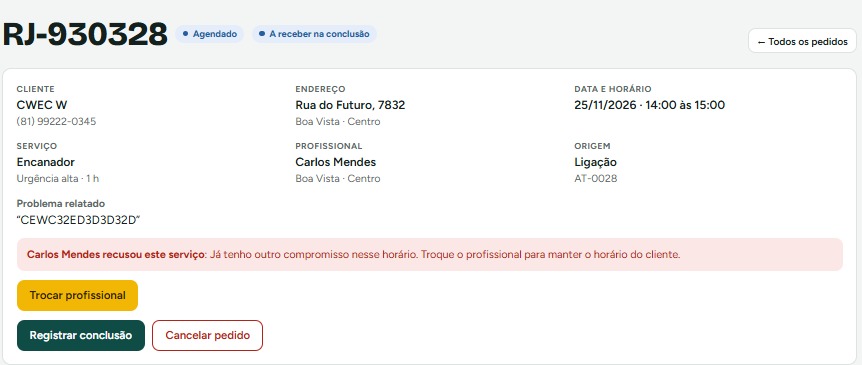 RJ-930328 Agendado A receber na conclusão
← Todos os pedidos
CLIENTE
CWEC W
(81) 99222-0345
ENDEREÇO
Rua do Futuro, 7832
Boa Vista · Centro
DATA E HORÁRIO
25/11/2026 · 14:00 às 15:00
SERVIÇO
Encanador
Urgência alta · 1 h
PROFISSIONAL
Carlos Mendes
Boa Vista · Centro
ORIGEM
Ligação
AT-0028
Problema relatado
“CEWC32ED3D3D32D”
Carlos Mendes recusou este serviço: Já tenho outro compromisso nesse horário. Troque o profissional para manter o horário do cliente.
Trocar profissional
Registrar conclusão
Cancelar pedido